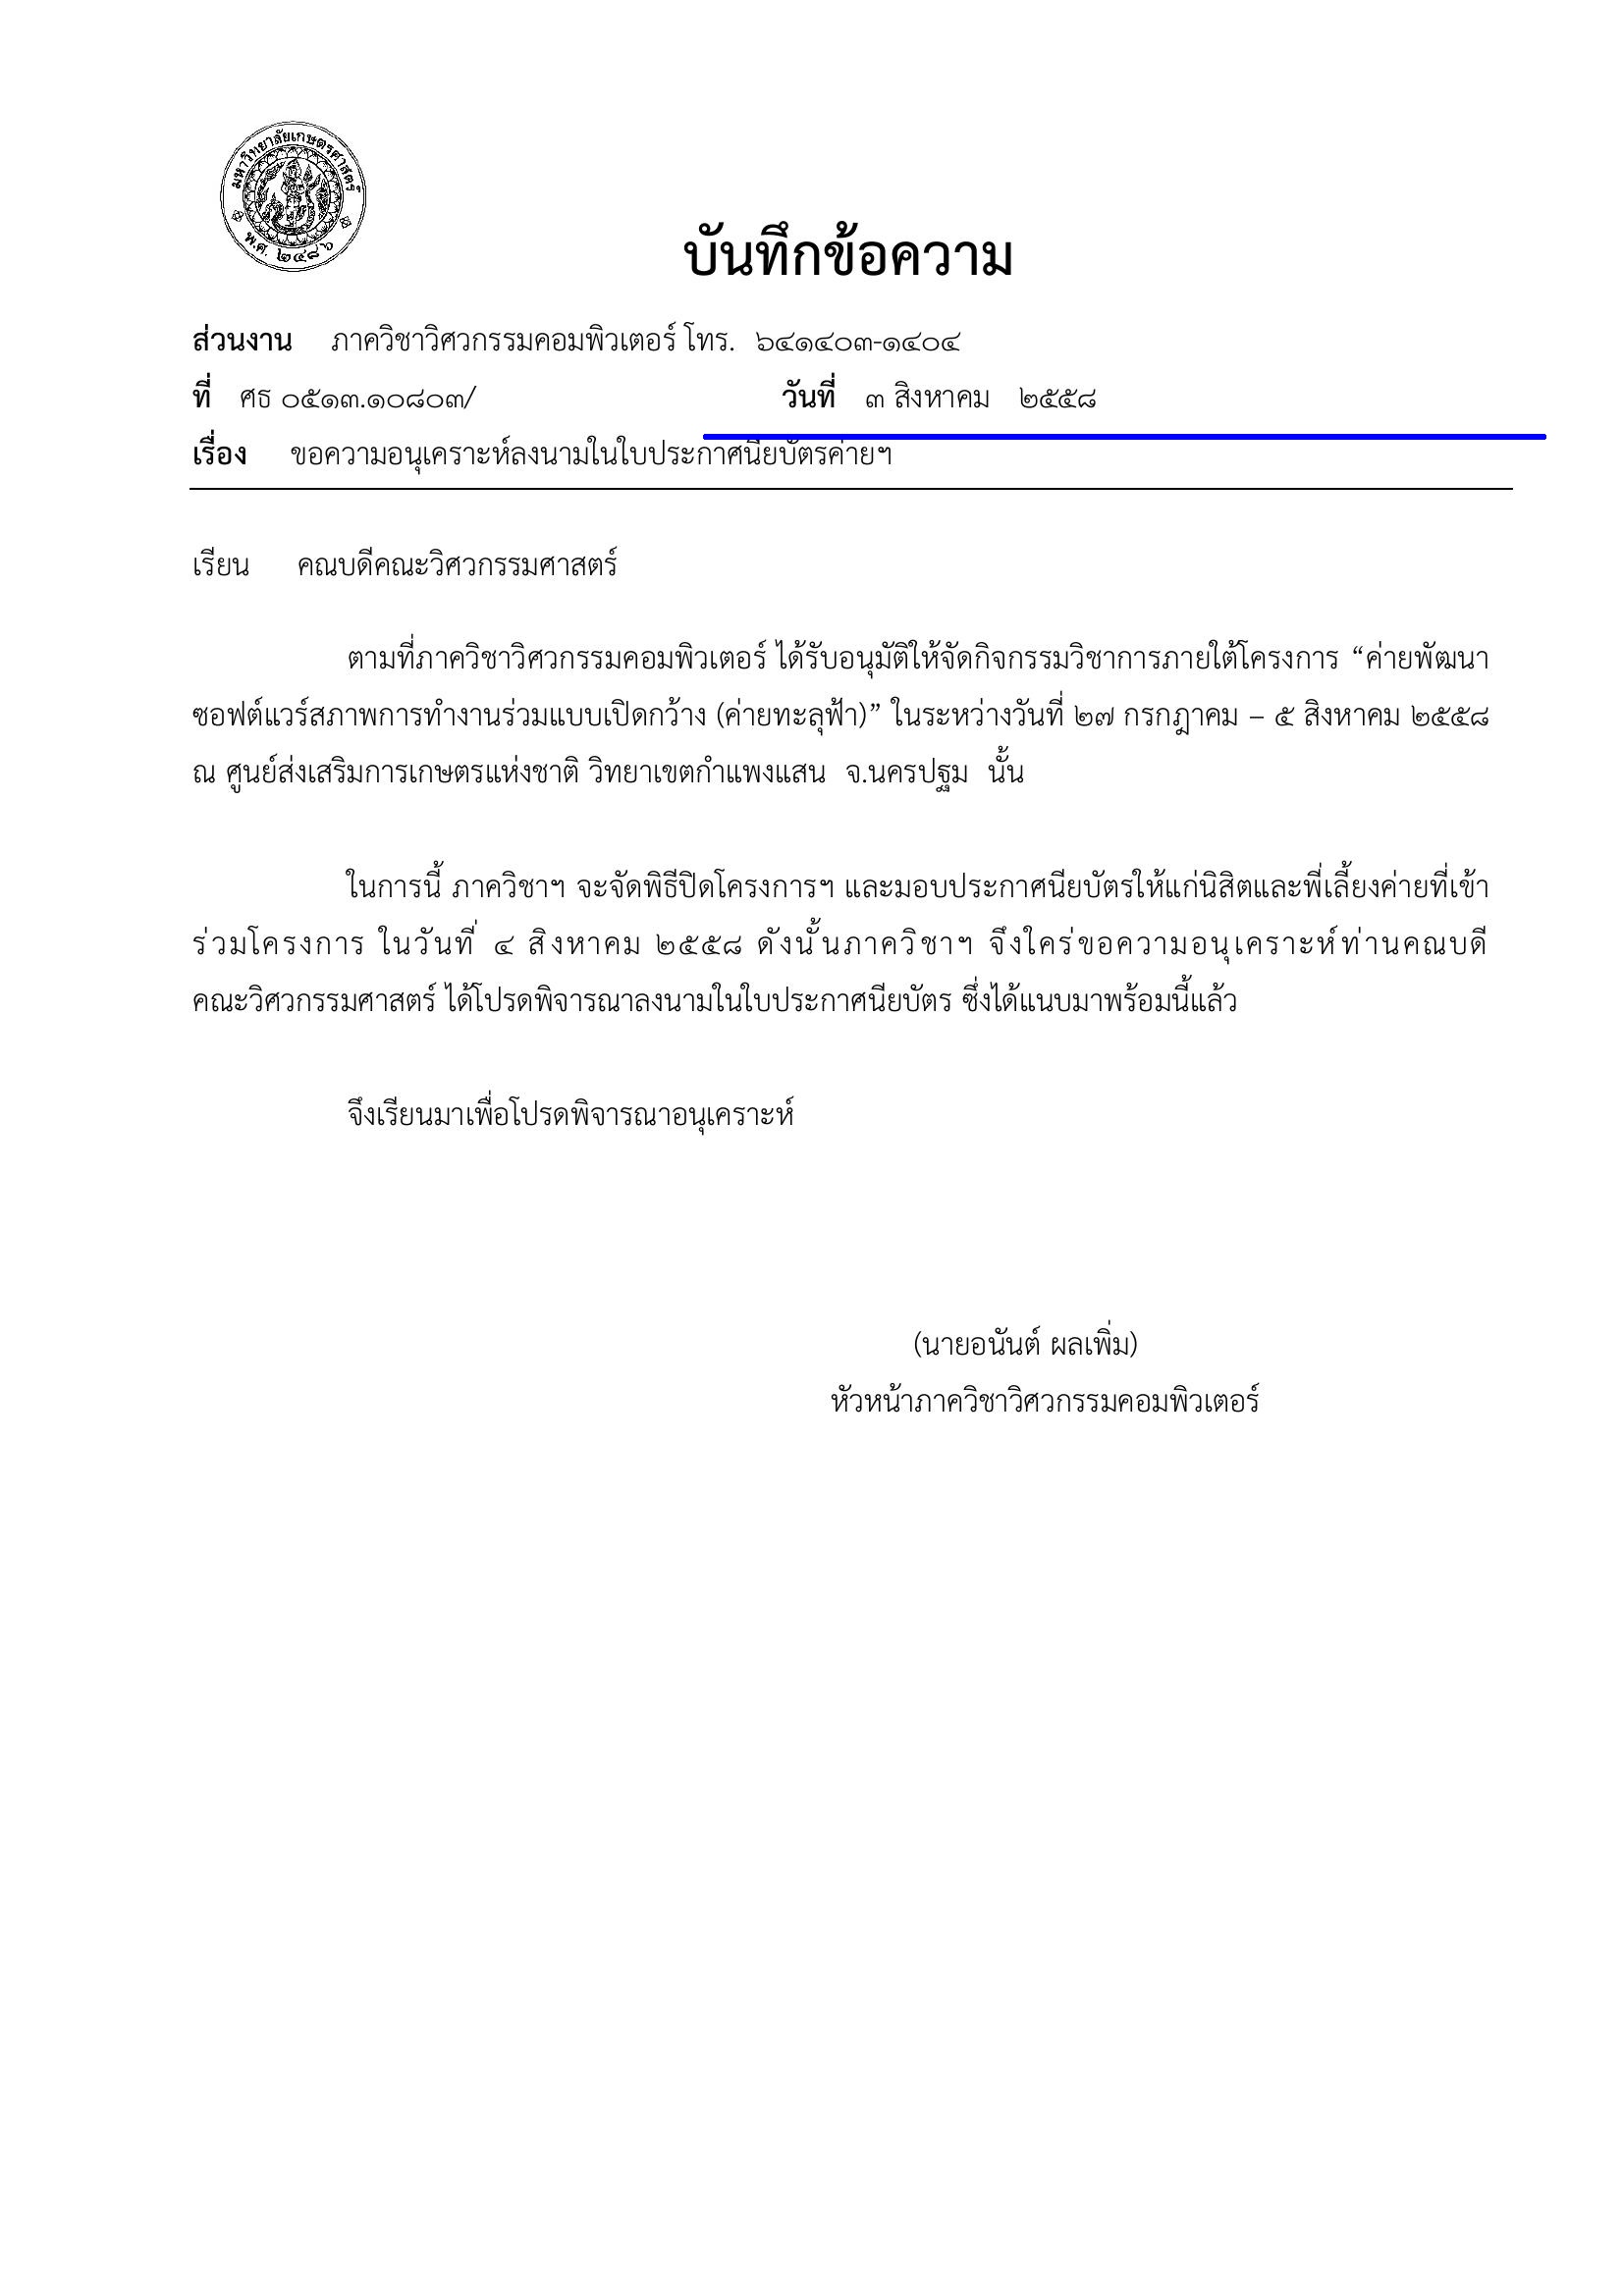 มหาวิทยาลัยเกษตรศาสตร์
พ.ศ. ๒๔๘๖
บันทึกข้อความ
ส่วนงาน ภาควิชาวิศวกรรมคอมพิวเตอร์ โทร. ๖๔๑๔๐๓-๑๔๐๔
ที่ ศธ ๐๕๑๓.๑๐๘๐๓/ วันที่ ๓ สิงหาคม ๒๕๕๘
เรื่อง ขอความอนุเคราะห์ลงนามในใบประกาศนียบัตรค่ายฯ
เรียน คณบดีคณะวิศวกรรมศาสตร์
ตามที่ภาควิชาวิศวกรรมคอมพิวเตอร์ ได้รับอนุมัติให้จัดกิจกรรมวิชาการภายใต้โครงการ “ค่ายพัฒนา
ซอฟต์แวร์สภาพการทำงานร่วมแบบเปิดกว้าง (ค่ายทะลุฟ้า)” ในระหว่างวันที่ ๒๗ กรกฎาคม – ๕ สิงหาคม ๒๕๕๘
ณ ศูนย์ส่งเสริมการเกษตรแห่งชาติ วิทยาเขตกำแพงแสน จ.นครปฐม นั้น
ในการนี้ ภาควิชาฯ จะจัดพิธีปิดโครงการฯ และมอบประกาศนียบัตรให้แก่นิสิตและพี่เลี้ยงค่ายที่เข้า
ร่วมโครงการ ในวันที่ ๔ สิงหาคม ๒๕๕๘ ดังนั้นภาควิชาฯ จึงใคร่ขอความอนุเคราะห์ท่านคณบดี
คณะวิศวกรรมศาสตร์ ได้โปรดพิจารณาลงนามในใบประกาศนียบัตร ซึ่งได้แนบมาพร้อมนี้แล้ว
จึงเรียนมาเพื่อโปรดพิจารณาอนุเคราะห์
(นายอนันต์ ผลเพิ่ม)
หัวหน้าภาควิชาวิศวกรรมคอมพิวเตอร์